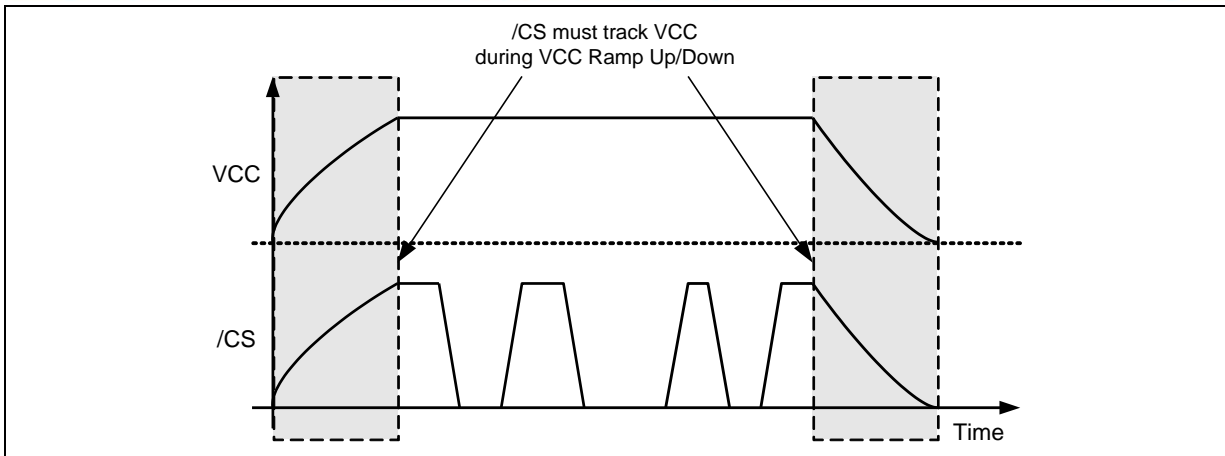 /CS must track VCC
during VCC Ramp Up/Down
VCC
/CS
Time